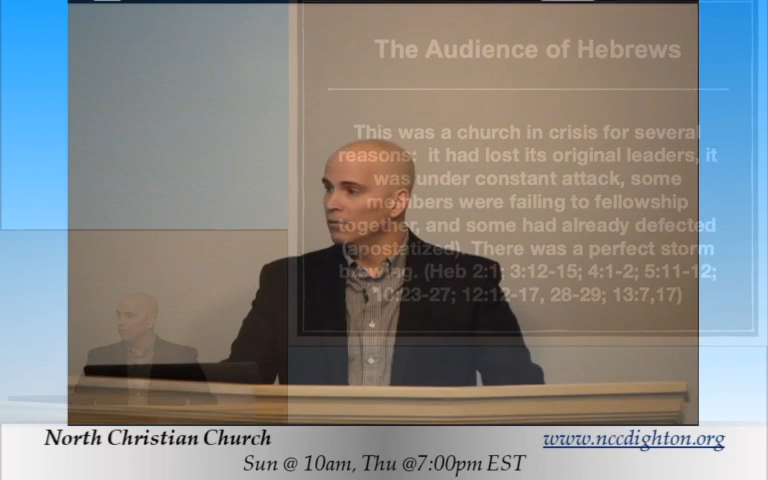 The Audience of Hebrews
This was a church in crisis for several
reasons: it had lost its original leaders, it
was under constant attack, some
members were failing to fellowship
together, and some had already defected
(apostatized). There was a perfect storm
brewing. (Heb 2:1; 3:12-15; 4:1-2; 5:11-12;
10:23-27; 12:12-17, 28-29; 13:7,17)
North Christian Church
www.nccdighton.org
Sun @ 10am, Thu @7:00pm EST